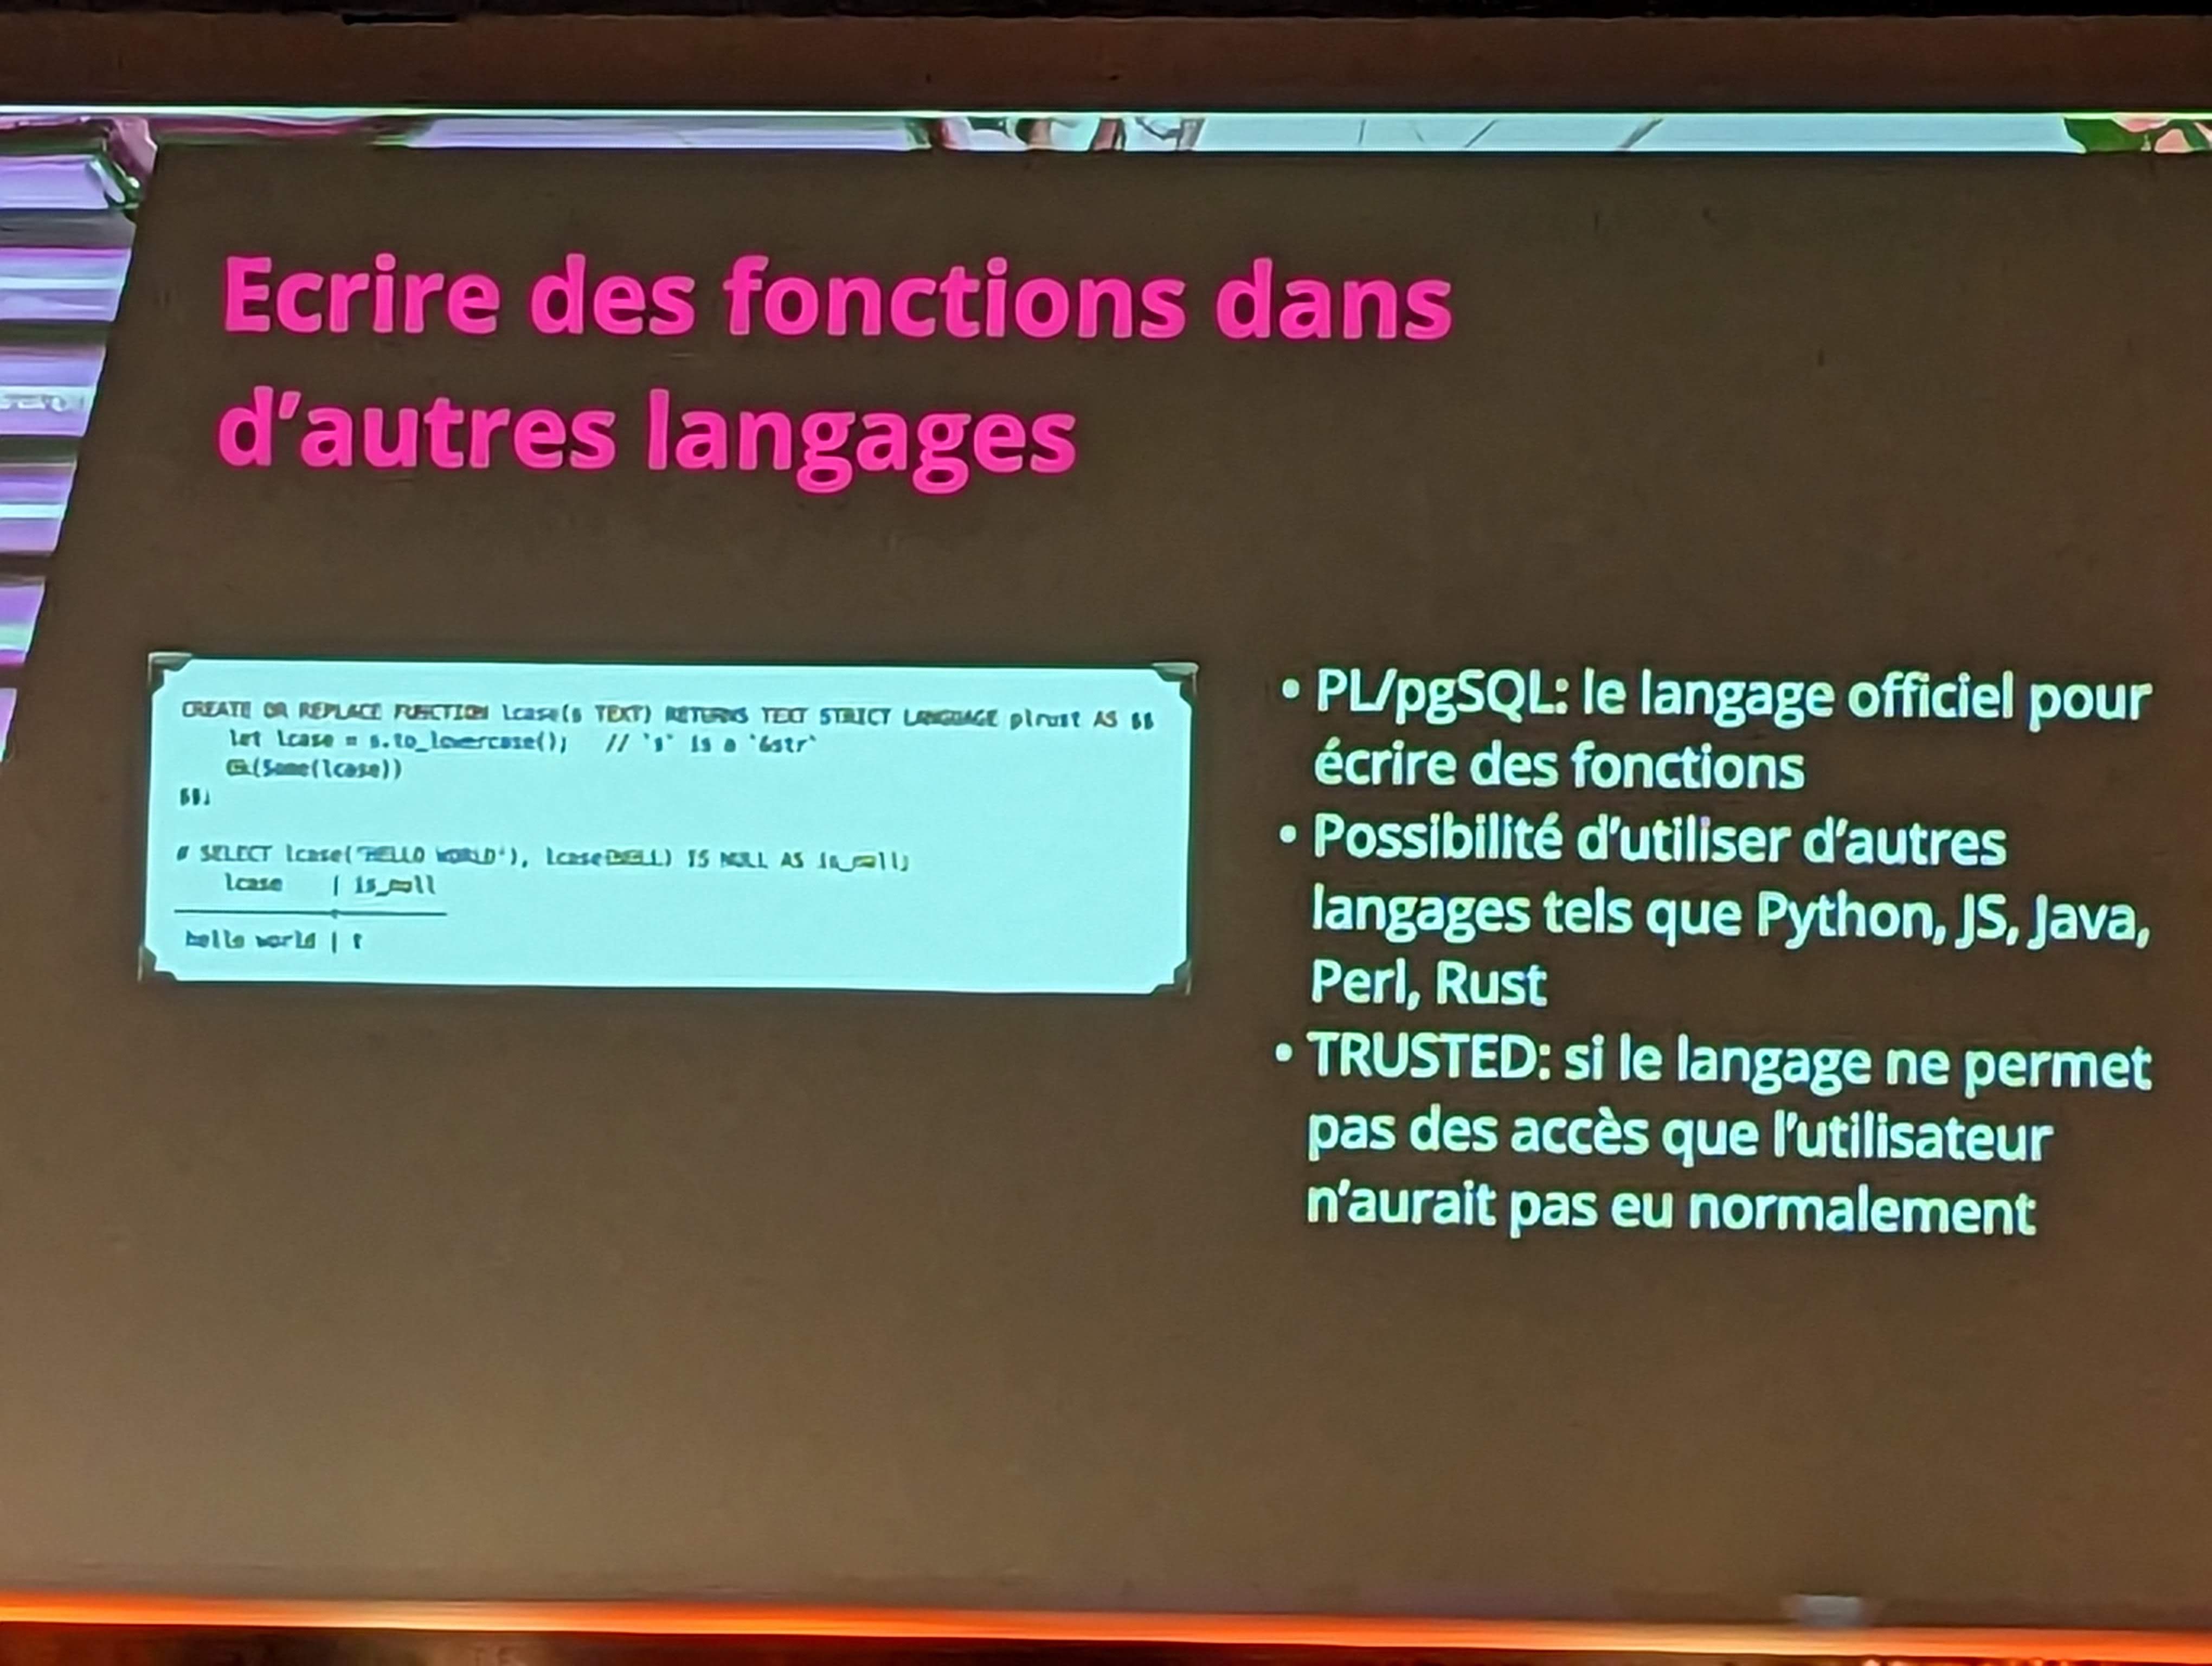 Ecrire des fonctions dans
d'autres langages
CREATE OR REPLACE FUNCTION lcase(s TEXT) RETURNS TEXT STRICT LANGUAGE plrust AS $$
let lcase = s.to_lowercase(); // `s` is a `&str`
Ok(Some(lcase))
$$;
# SELECT lcase('HELLO WORLD'), lcase(NULL) IS NULL AS is_null;
lcase | is_null
hello world | t
• PL/pgSQL: le langage officiel pour
écrire des fonctions
• Possibilité d'utiliser d'autres
langages tels que Python, JS, Java,
Perl, Rust
• TRUSTED: si le langage ne permet
pas des accès que l'utilisateur
n'aurait pas eu normalement